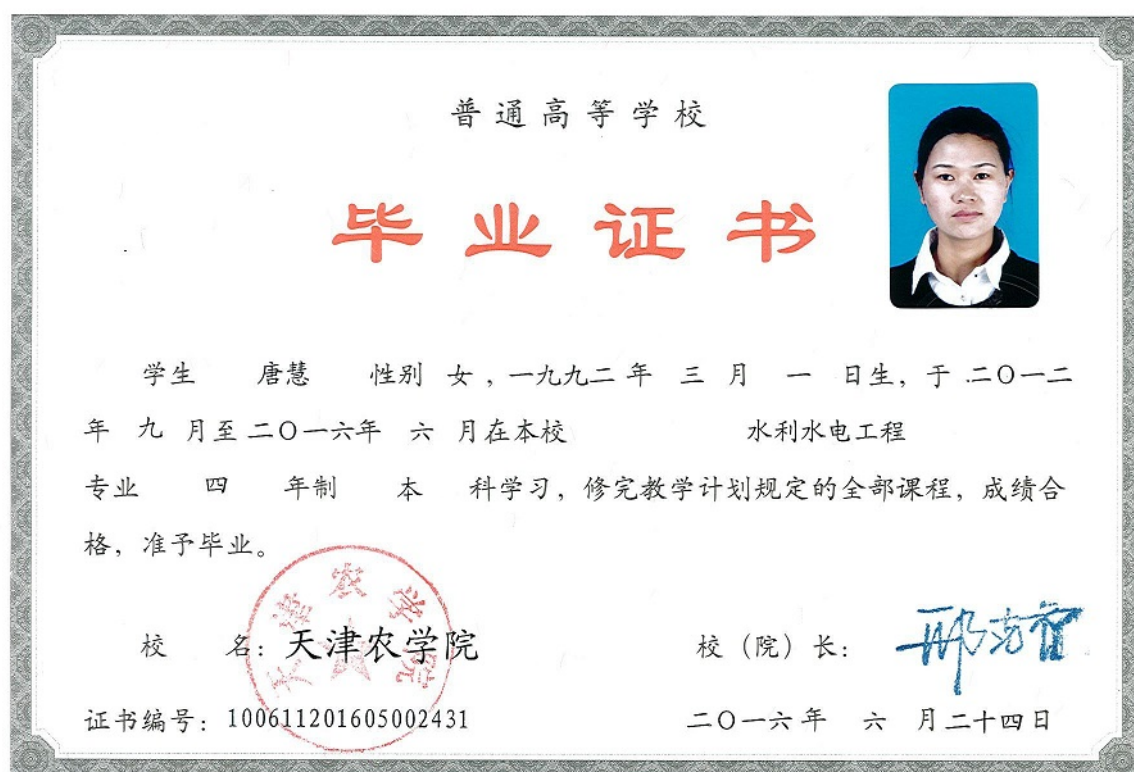 普通高等学校
毕业证书
学生 唐慧 性别 女，一九九二 年 三 月 一 日生，于 二〇一二
年 九 月至 二〇一六年 六 月在本校 水利水电工程
专业 四 年制 本 科学习，修完教学计划规定的全部课程，成绩合
格，准予毕业。
天津农学院
校 名：天津农学院 校（院）长：
证书编号：100611201605002431 二〇一六 年 六 月二十四日